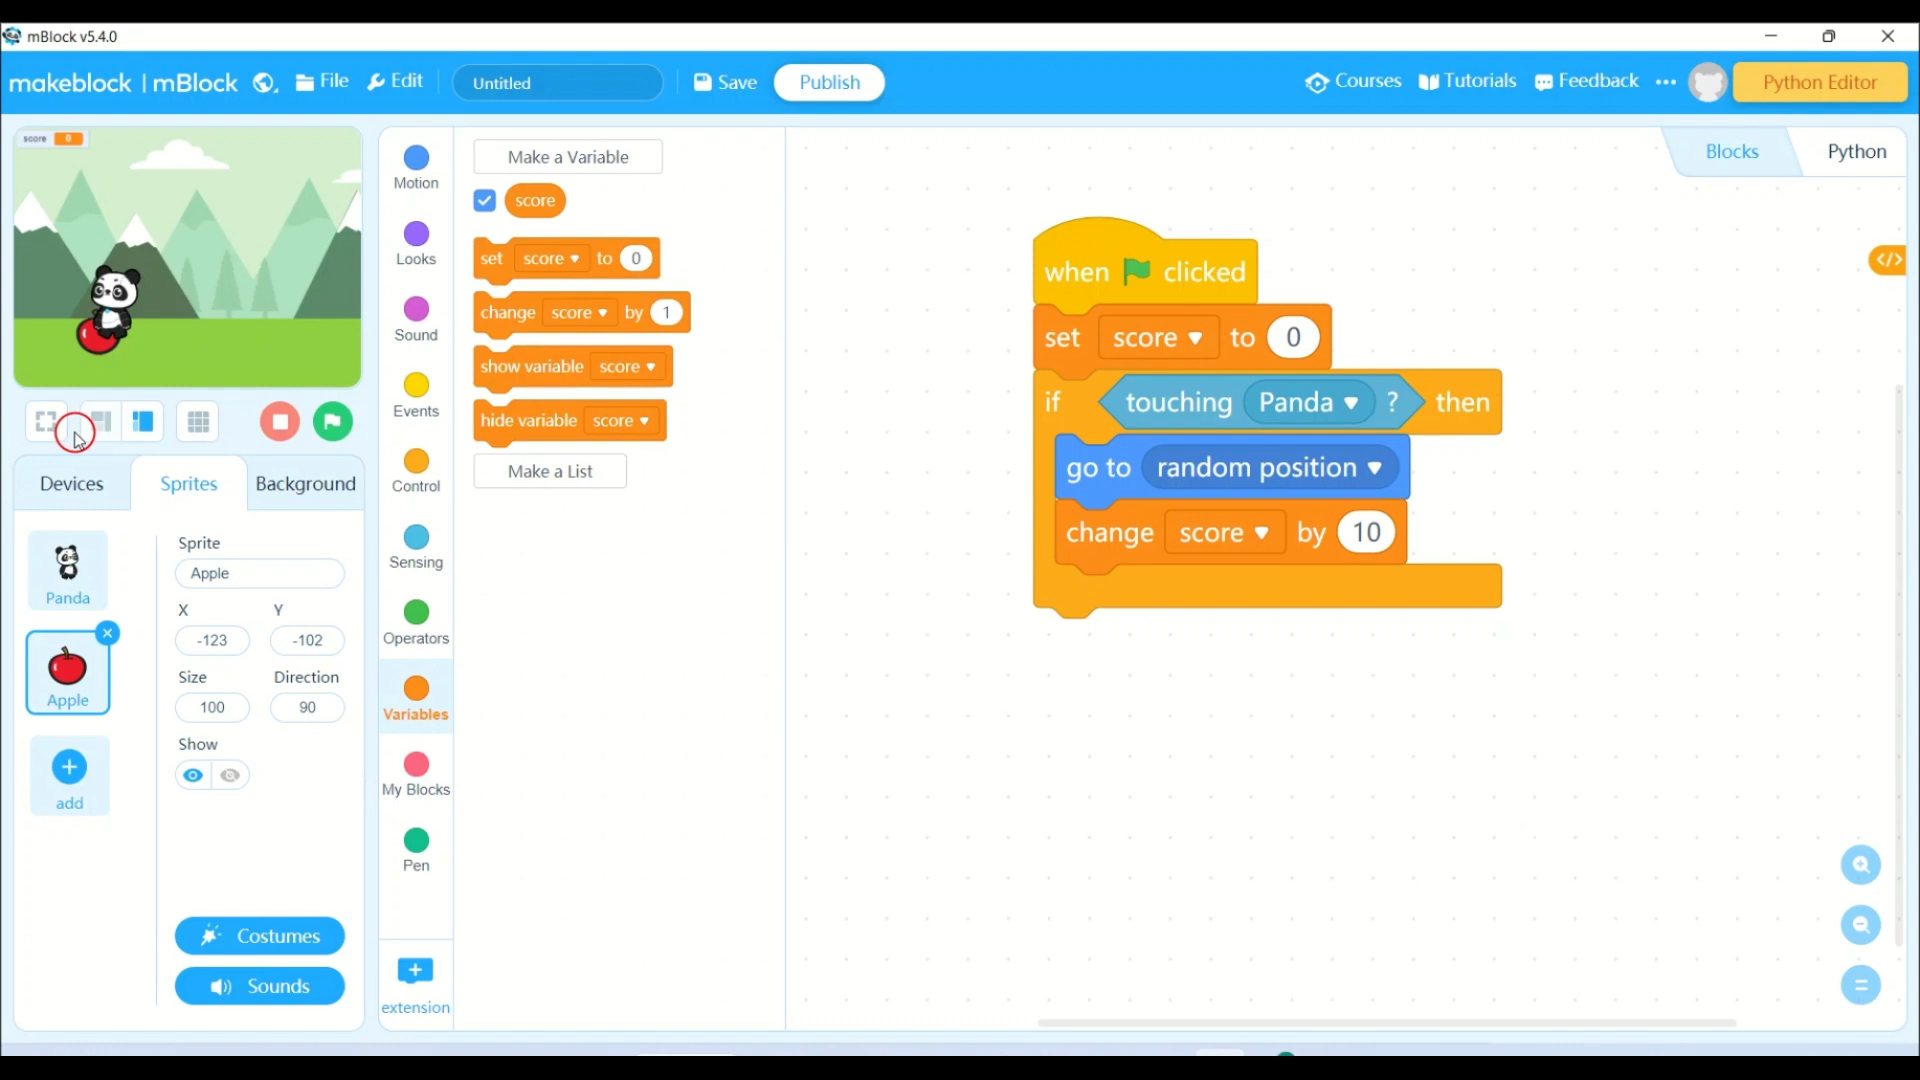 mBlock v5.4.0
makeblock | mBlock File Edit Untitled Save Publish Courses Tutorials Feedback Python Editor
score 0
Motion
Looks
Sound
Events
Control
Sensing
Operators
Variables
My Blocks
Pen
extension
Make a Variable
score
set score to 0
change score by 1
show variable score
hide variable score
Make a List
Blocks Python
when clicked
set score to 0
if touching Panda ? then
go to random position
change score by 10
</>
Devices Sprites Background
Panda
Apple
add
Sprite
Apple
X Y
-123 -102
Size Direction
100 90
Show
Costumes
Sounds